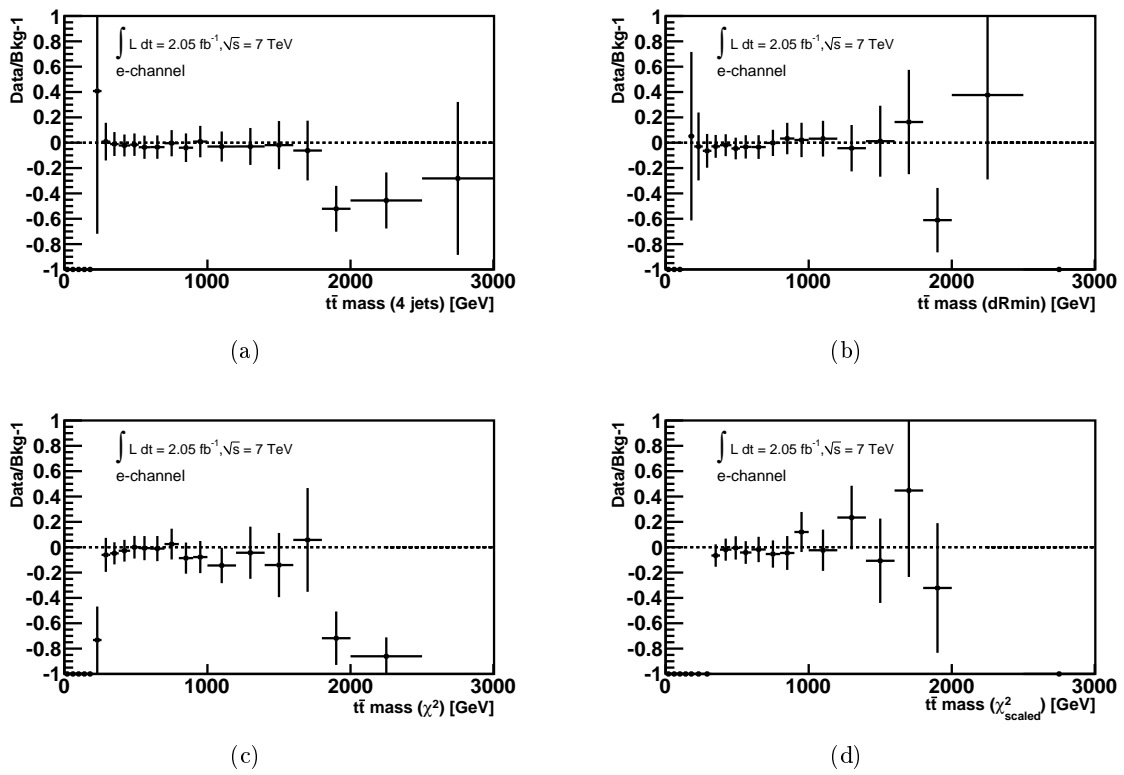 Data/Bkg-1
1
0.8
0.6
0.4
0.2
0
-0.2
-0.4
-0.6
-0.8
-1
∫ L dt = 2.05 fb⁻¹,√s = 7 TeV
e-channel
0 1000 2000 3000
tt̄ mass (4 jets) [GeV]
(a)
Data/Bkg-1
1
0.8
0.6
0.4
0.2
0
-0.2
-0.4
-0.6
-0.8
-1
∫ L dt = 2.05 fb⁻¹,√s = 7 TeV
e-channel
0 1000 2000 3000
tt̄ mass (dRmin) [GeV]
(b)
Data/Bkg-1
1
0.8
0.6
0.4
0.2
0
-0.2
-0.4
-0.6
-0.8
-1
∫ L dt = 2.05 fb⁻¹,√s = 7 TeV
e-channel
0 1000 2000 3000
tt̄ mass (χ²) [GeV]
(c)
Data/Bkg-1
1
0.8
0.6
0.4
0.2
0
-0.2
-0.4
-0.6
-0.8
-1
∫ L dt = 2.05 fb⁻¹,√s = 7 TeV
e-channel
0 1000 2000 3000
tt̄ mass (χ²scaled) [GeV]
(d)